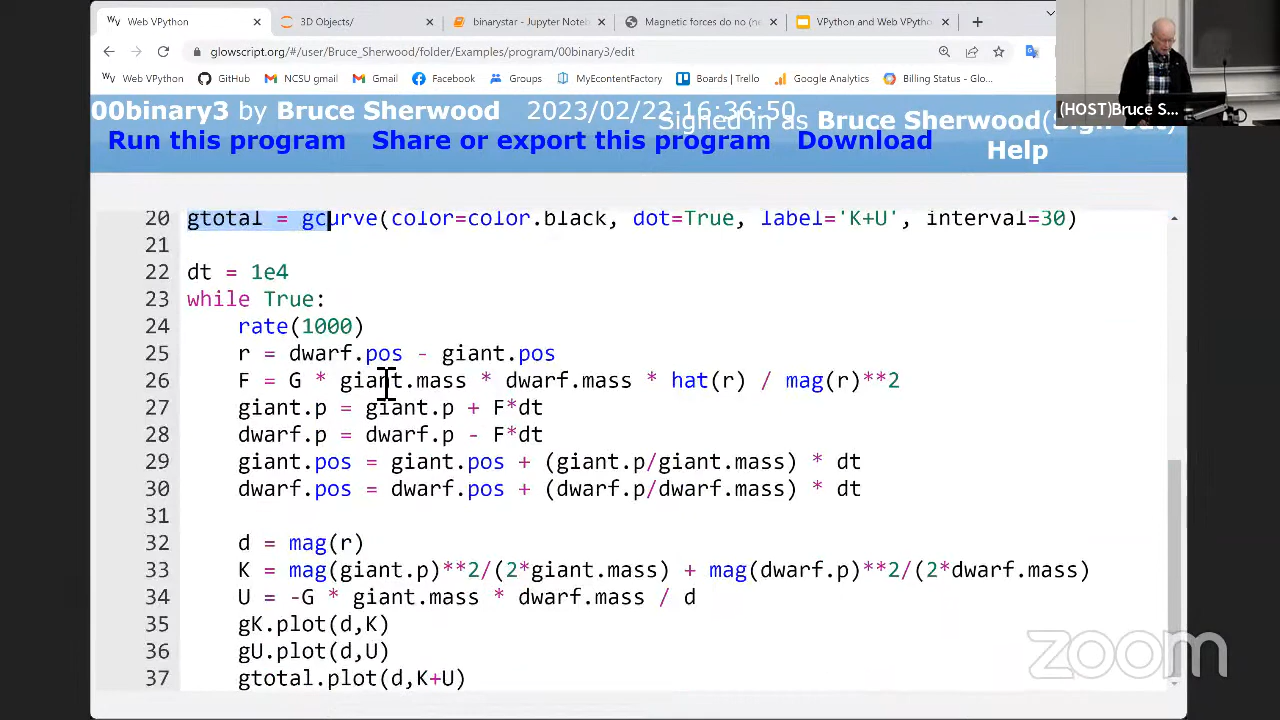 Web VPython
3D Objects/
binarystar - Jupyter Noteb
Magnetic forces do no (ne
VPython and Web VPython
glowscript.org/#/user/Bruce_Sherwood/folder/Examples/program/00binary3/edit
Web VPython
GitHub
NCSU gmail
Gmail
Facebook
Groups
MyEcontentFactory
Boards | Trello
Google Analytics
Billing Status - Glo
(HOST)Bruce S...
00binary3 by Bruce Sherwood 2023/02/22 16:36:50
Signed in as Bruce Sherwood(Sign out)
Run this program Share or export this program Download
Help
20 gtotal = gcurve(color=color.black, dot=True, label='K+U', interval=30)
21
22 dt = 1e4
23 while True:
24 rate(1000)
25 r = dwarf.pos - giant.pos
26 F = G * giant.mass * dwarf.mass * hat(r) / mag(r)**2
27 giant.p = giant.p + F*dt
28 dwarf.p = dwarf.p - F*dt
29 giant.pos = giant.pos + (giant.p/giant.mass) * dt
30 dwarf.pos = dwarf.pos + (dwarf.p/dwarf.mass) * dt
31
32 d = mag(r)
33 K = mag(giant.p)**2/(2*giant.mass) + mag(dwarf.p)**2/(2*dwarf.mass)
34 U = -G * giant.mass * dwarf.mass / d
35 gK.plot(d,K)
36 gU.plot(d,U)
37 gtotal.plot(d,K+U)
zoom